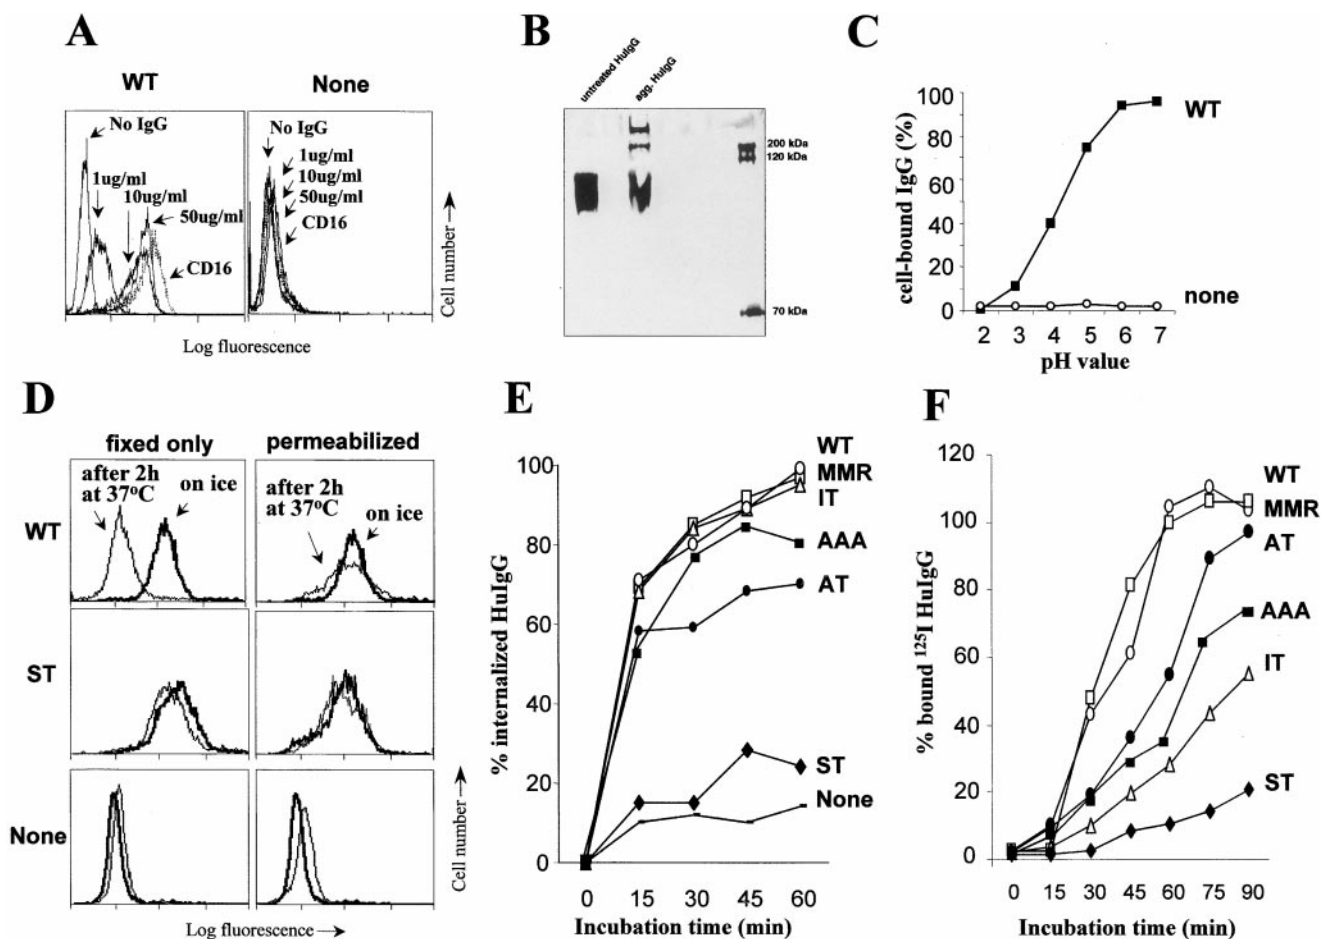 A
WT
None
No IgG
1ug/ml
10ug/ml
50ug/ml
CD16
No IgG
1ug/ml
10ug/ml
50ug/ml
CD16
Cell number
Log fluorescence
B
untreated HuIgG
agg. HuIgG
200 kDa
120 kDa
70 kDa
C
cell-bound IgG (%)
100
80
60
40
20
0
2 3 4 5 6 7
pH value
WT
none
D
fixed only
permeabilized
WT
after 2h
at 37°C
on ice
after 2h
at 37°C
on ice
ST
None
Cell number
Log fluorescence
E
% internalized HuIgG
100
80
60
40
20
0
0 15 30 45 60
Incubation time (min)
WT
MMR
IT
AAA
AT
ST
None
F
% bound 125I HuIgG
120
100
80
60
40
20
0
0 15 30 45 60 75 90
Incubation time (min)
WT
MMR
AT
AAA
IT
ST